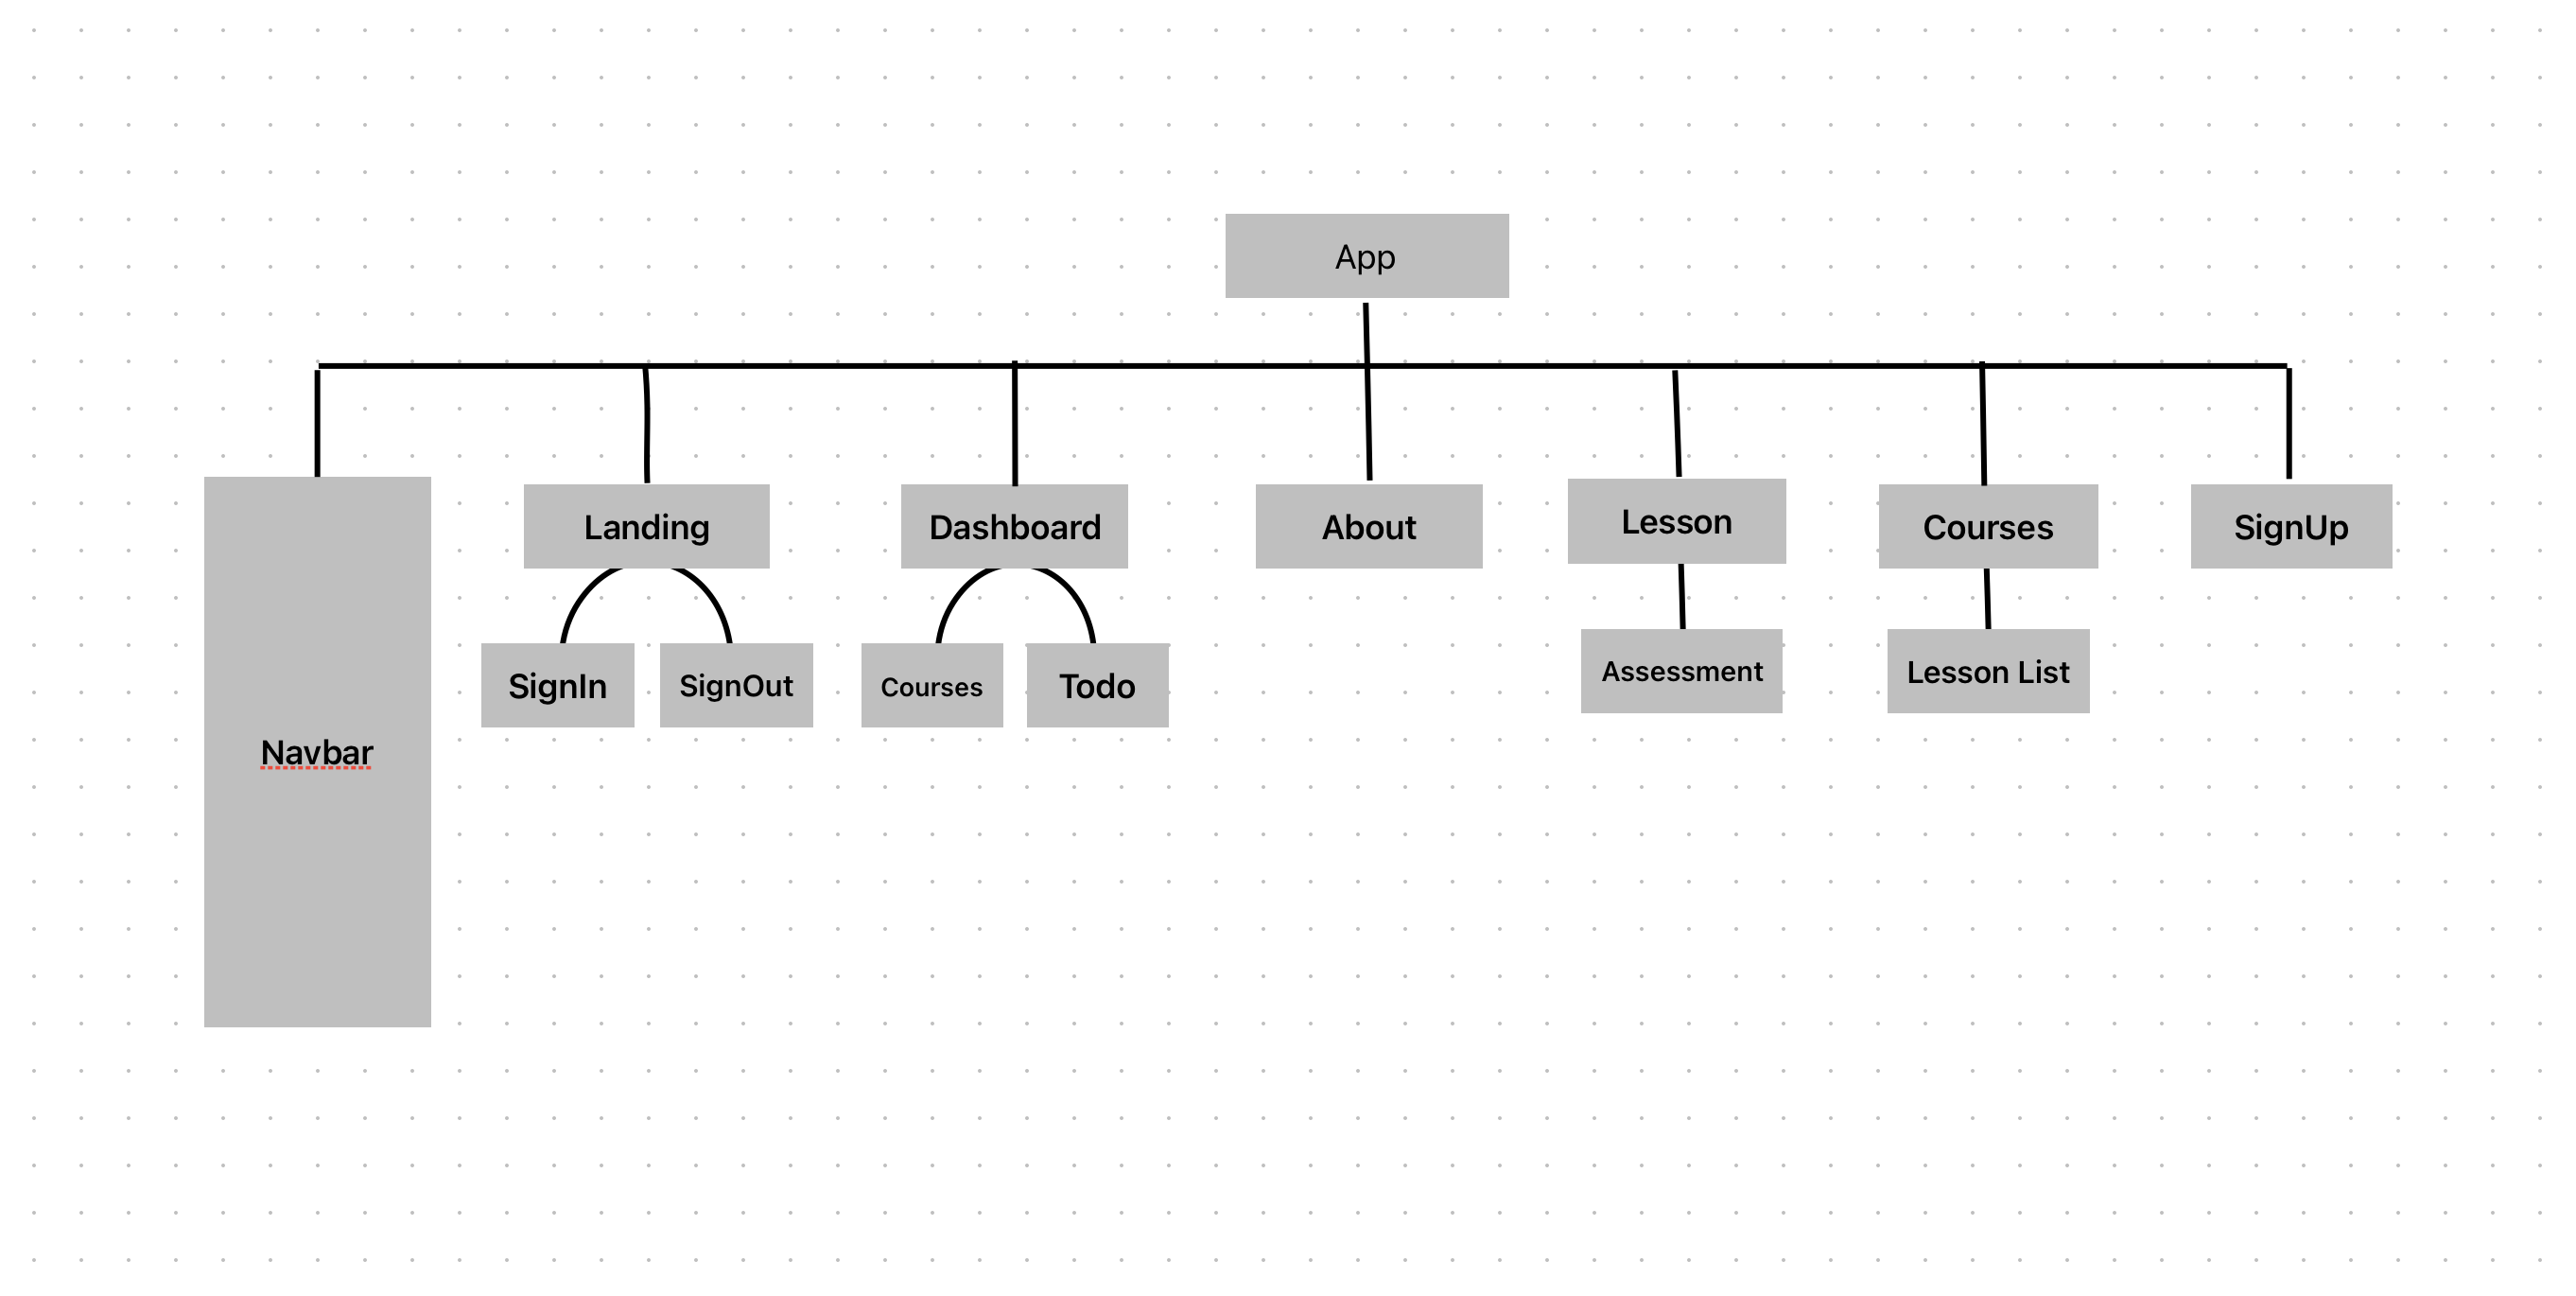 App
Navbar
Landing
Dashboard
About
Lesson
Courses
SignUp
SignIn
SignOut
Courses
Todo
Assessment
Lesson List